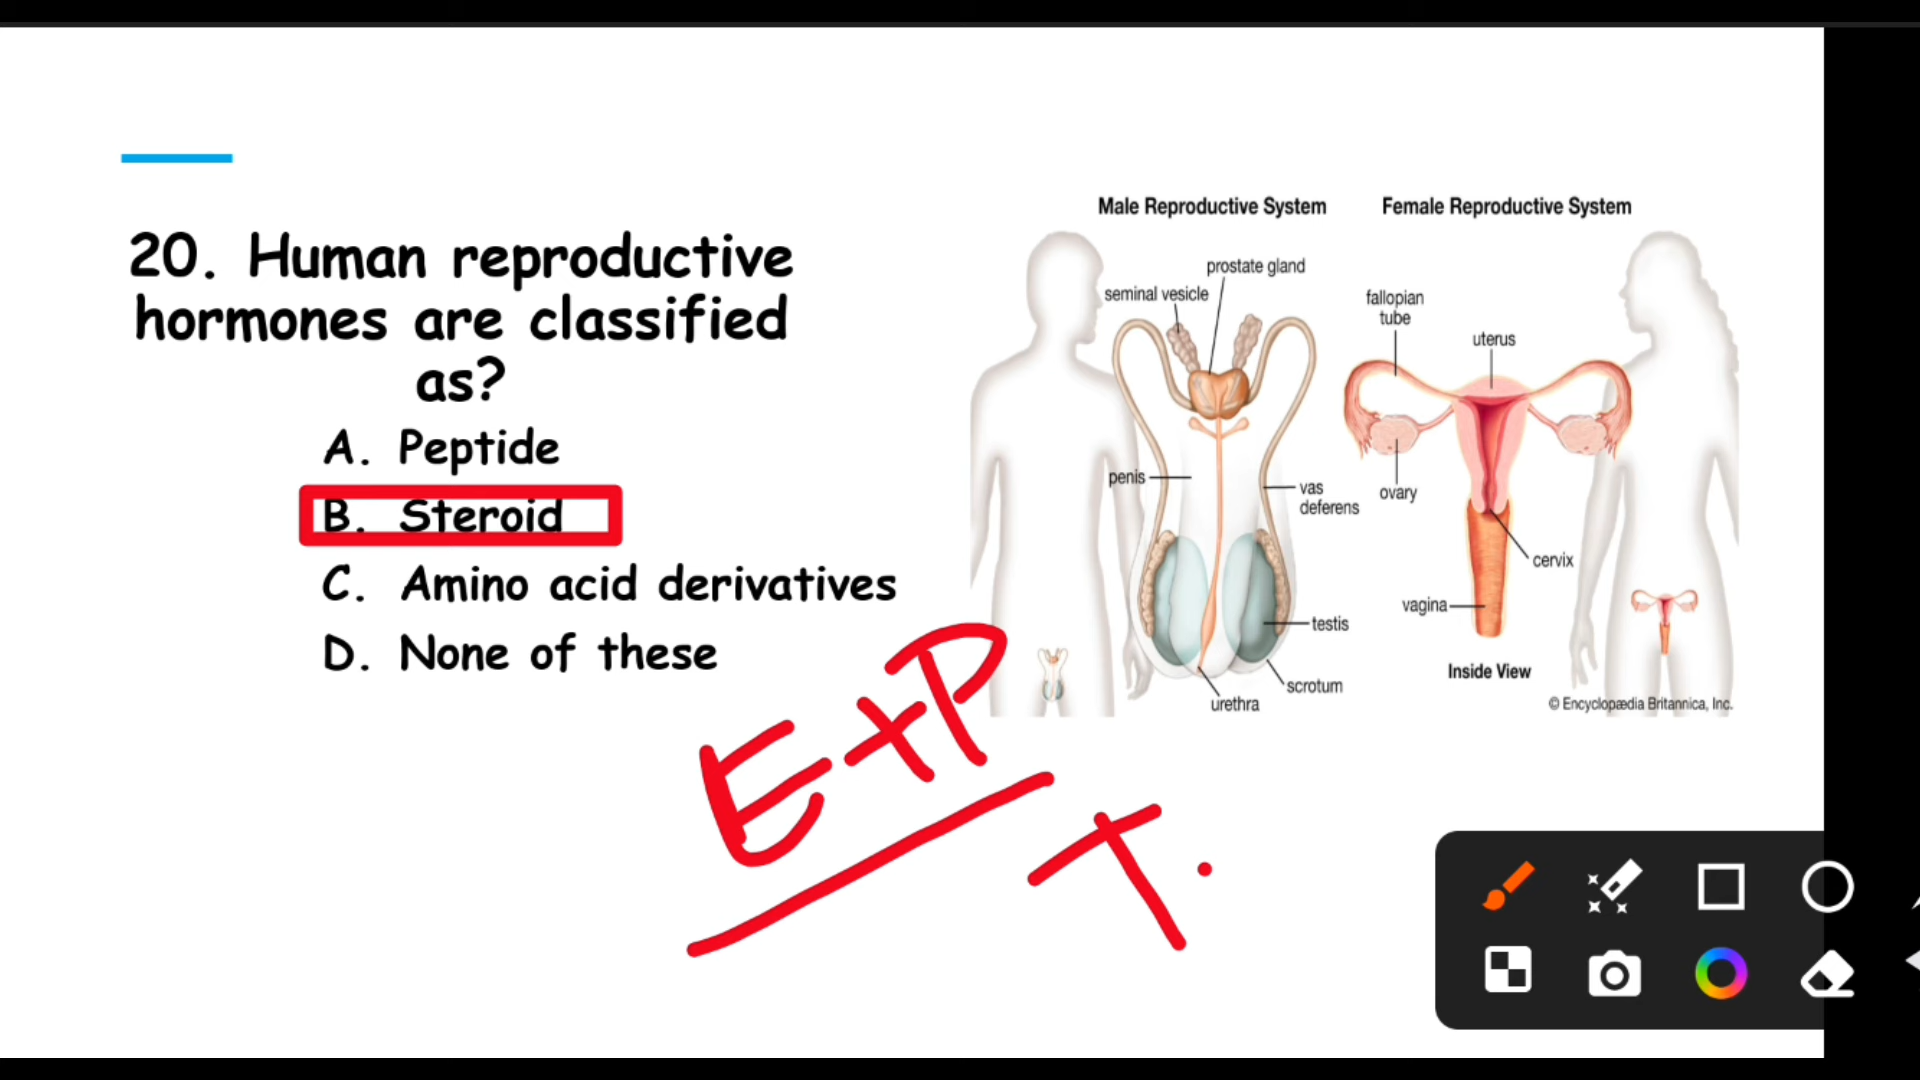 20. Human reproductive
hormones are classified
as?
A. Peptide
B. Steroid
C. Amino acid derivatives
D. None of these
Male Reproductive System
prostate gland
seminal vesicle
penis
vas
deferens
testis
scrotum
urethra
Female Reproductive System
fallopian
tube
uterus
ovary
cervix
vagina
Inside View
© Encyclopædia Britannica, Inc.
E+P
T.